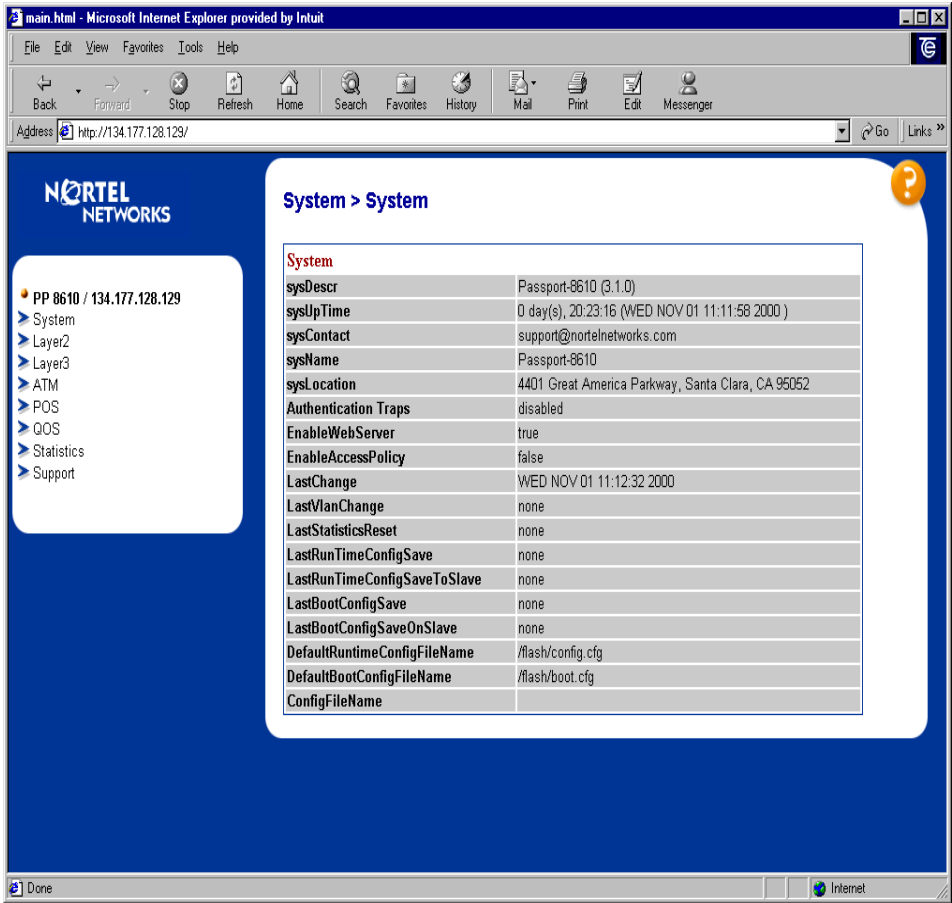 main.html - Microsoft Internet Explorer provided by Intuit
File Edit View Favorites Tools Help
Back Forward Stop Refresh Home Search Favorites History Mail Print Edit Messenger
Address http://134.177.128.129/ Go Links »
NORTEL
NETWORKS
System > System
?
PP 8610 / 134.177.128.129
System
Layer2
Layer3
ATM
POS
QOS
Statistics
Support
System
sysDescr Passport-8610 (3.1.0)
sysUpTime 0 day(s), 20:23:16 (WED NOV 01 11:11:58 2000 )
sysContact support@nortelnetworks.com
sysName Passport-8610
sysLocation 4401 Great America Parkway, Santa Clara, CA 95052
Authentication Traps disabled
EnableWebServer true
EnableAccessPolicy false
LastChange WED NOV 01 11:12:32 2000
LastVlanChange none
LastStatisticsReset none
LastRunTimeConfigSave none
LastRunTimeConfigSaveToSlave none
LastBootConfigSave none
LastBootConfigSaveOnSlave none
DefaultRuntimeConfigFileName /flash/config.cfg
DefaultBootConfigFileName /flash/boot.cfg
ConfigFileName
Done Internet